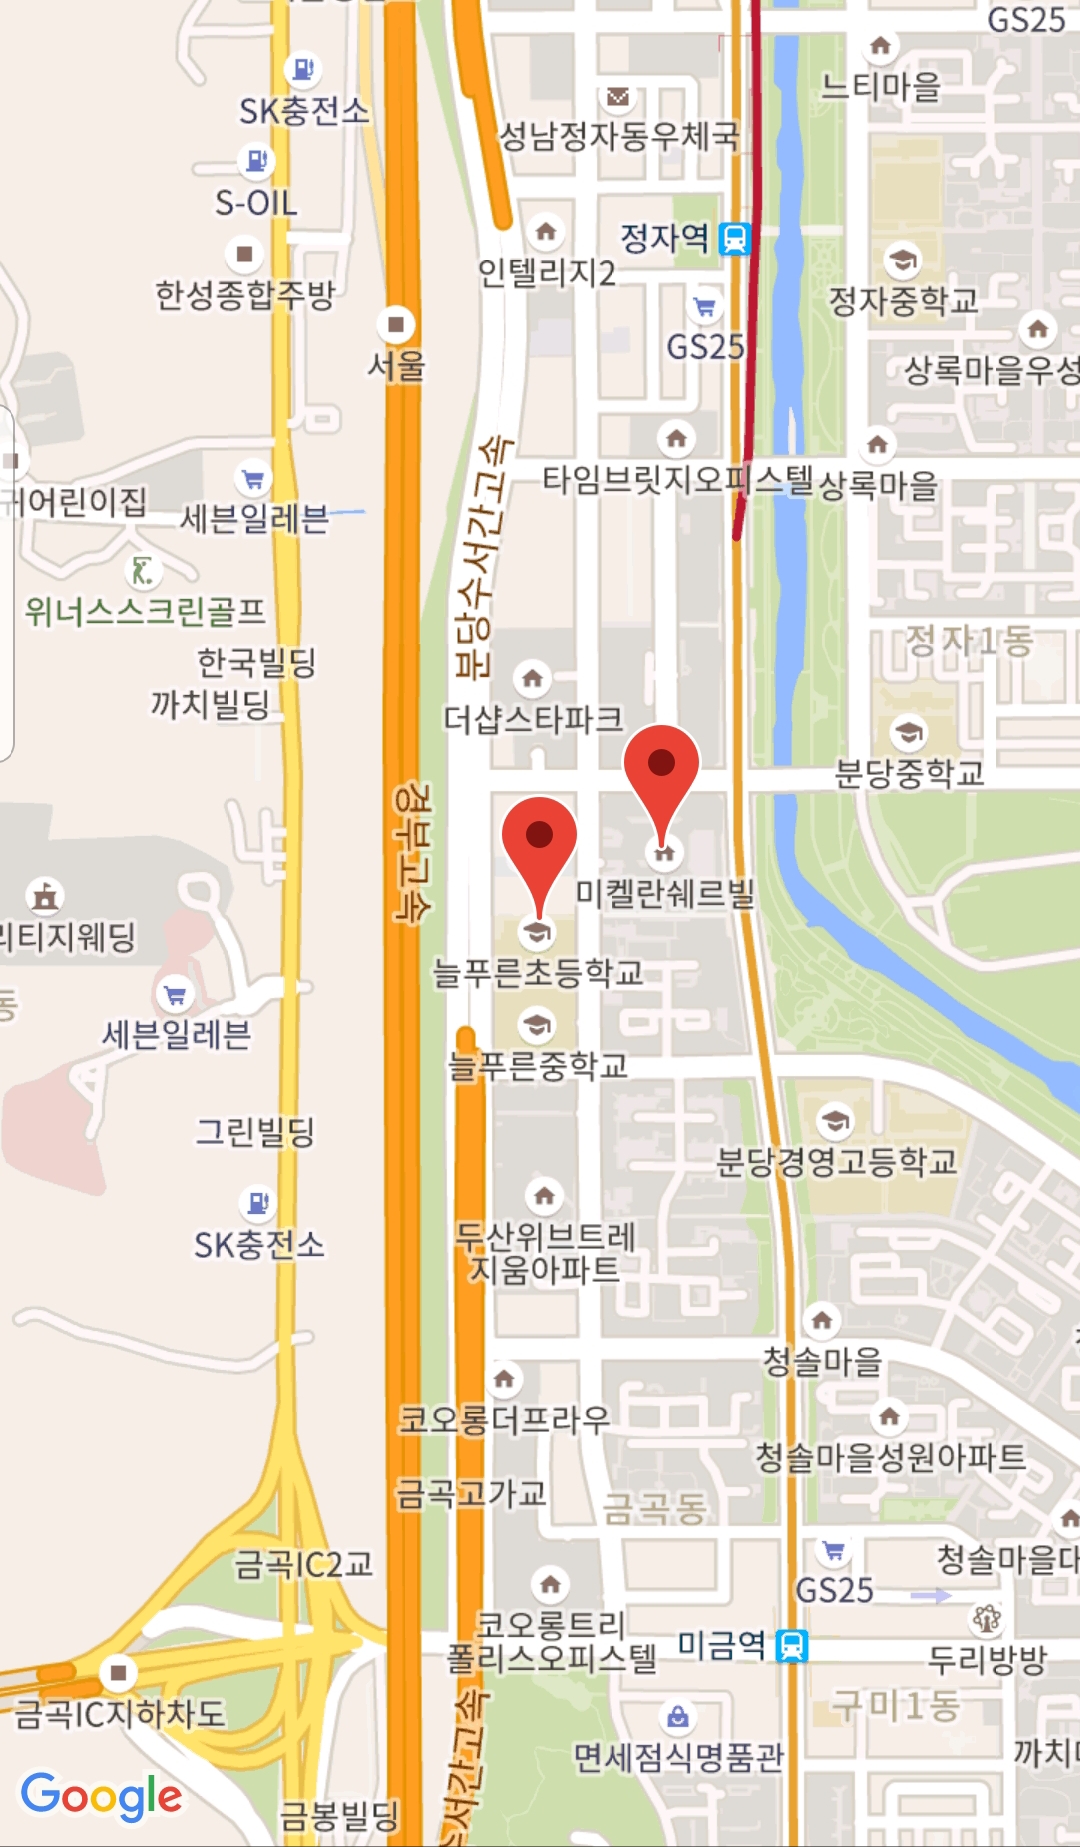 GS25
SK충전소
느티마을
성남정자동우체국
S-OIL
정자역
인텔리지2
한성종합주방
정자중학교
GS25
서울
상록마을우성
분당수서간고속
타임브릿지오피스텔
상록마을
귀어린이집
세븐일레븐
위너스스크린골프
정자1동
한국빌딩
까치빌딩
더샵스타파크
분당중학교
경부고속
미켈란쉐르빌
리티지웨딩
늘푸른초등학교
동
세븐일레븐
늘푸른중학교
그린빌딩
분당경영고등학교
SK충전소
두산위브트레
지움아파트
청솔마을
코오롱더프라우
청솔마을성원아파트
금곡고가교
금곡동
금곡IC2교
청솔마을대
GS25
코오롱트리
폴리스오피스텔
미금역
두리방방
금곡IC지하차도
구미1동
면세점식명품관
까치마
수서간고속
Google
금봉빌딩